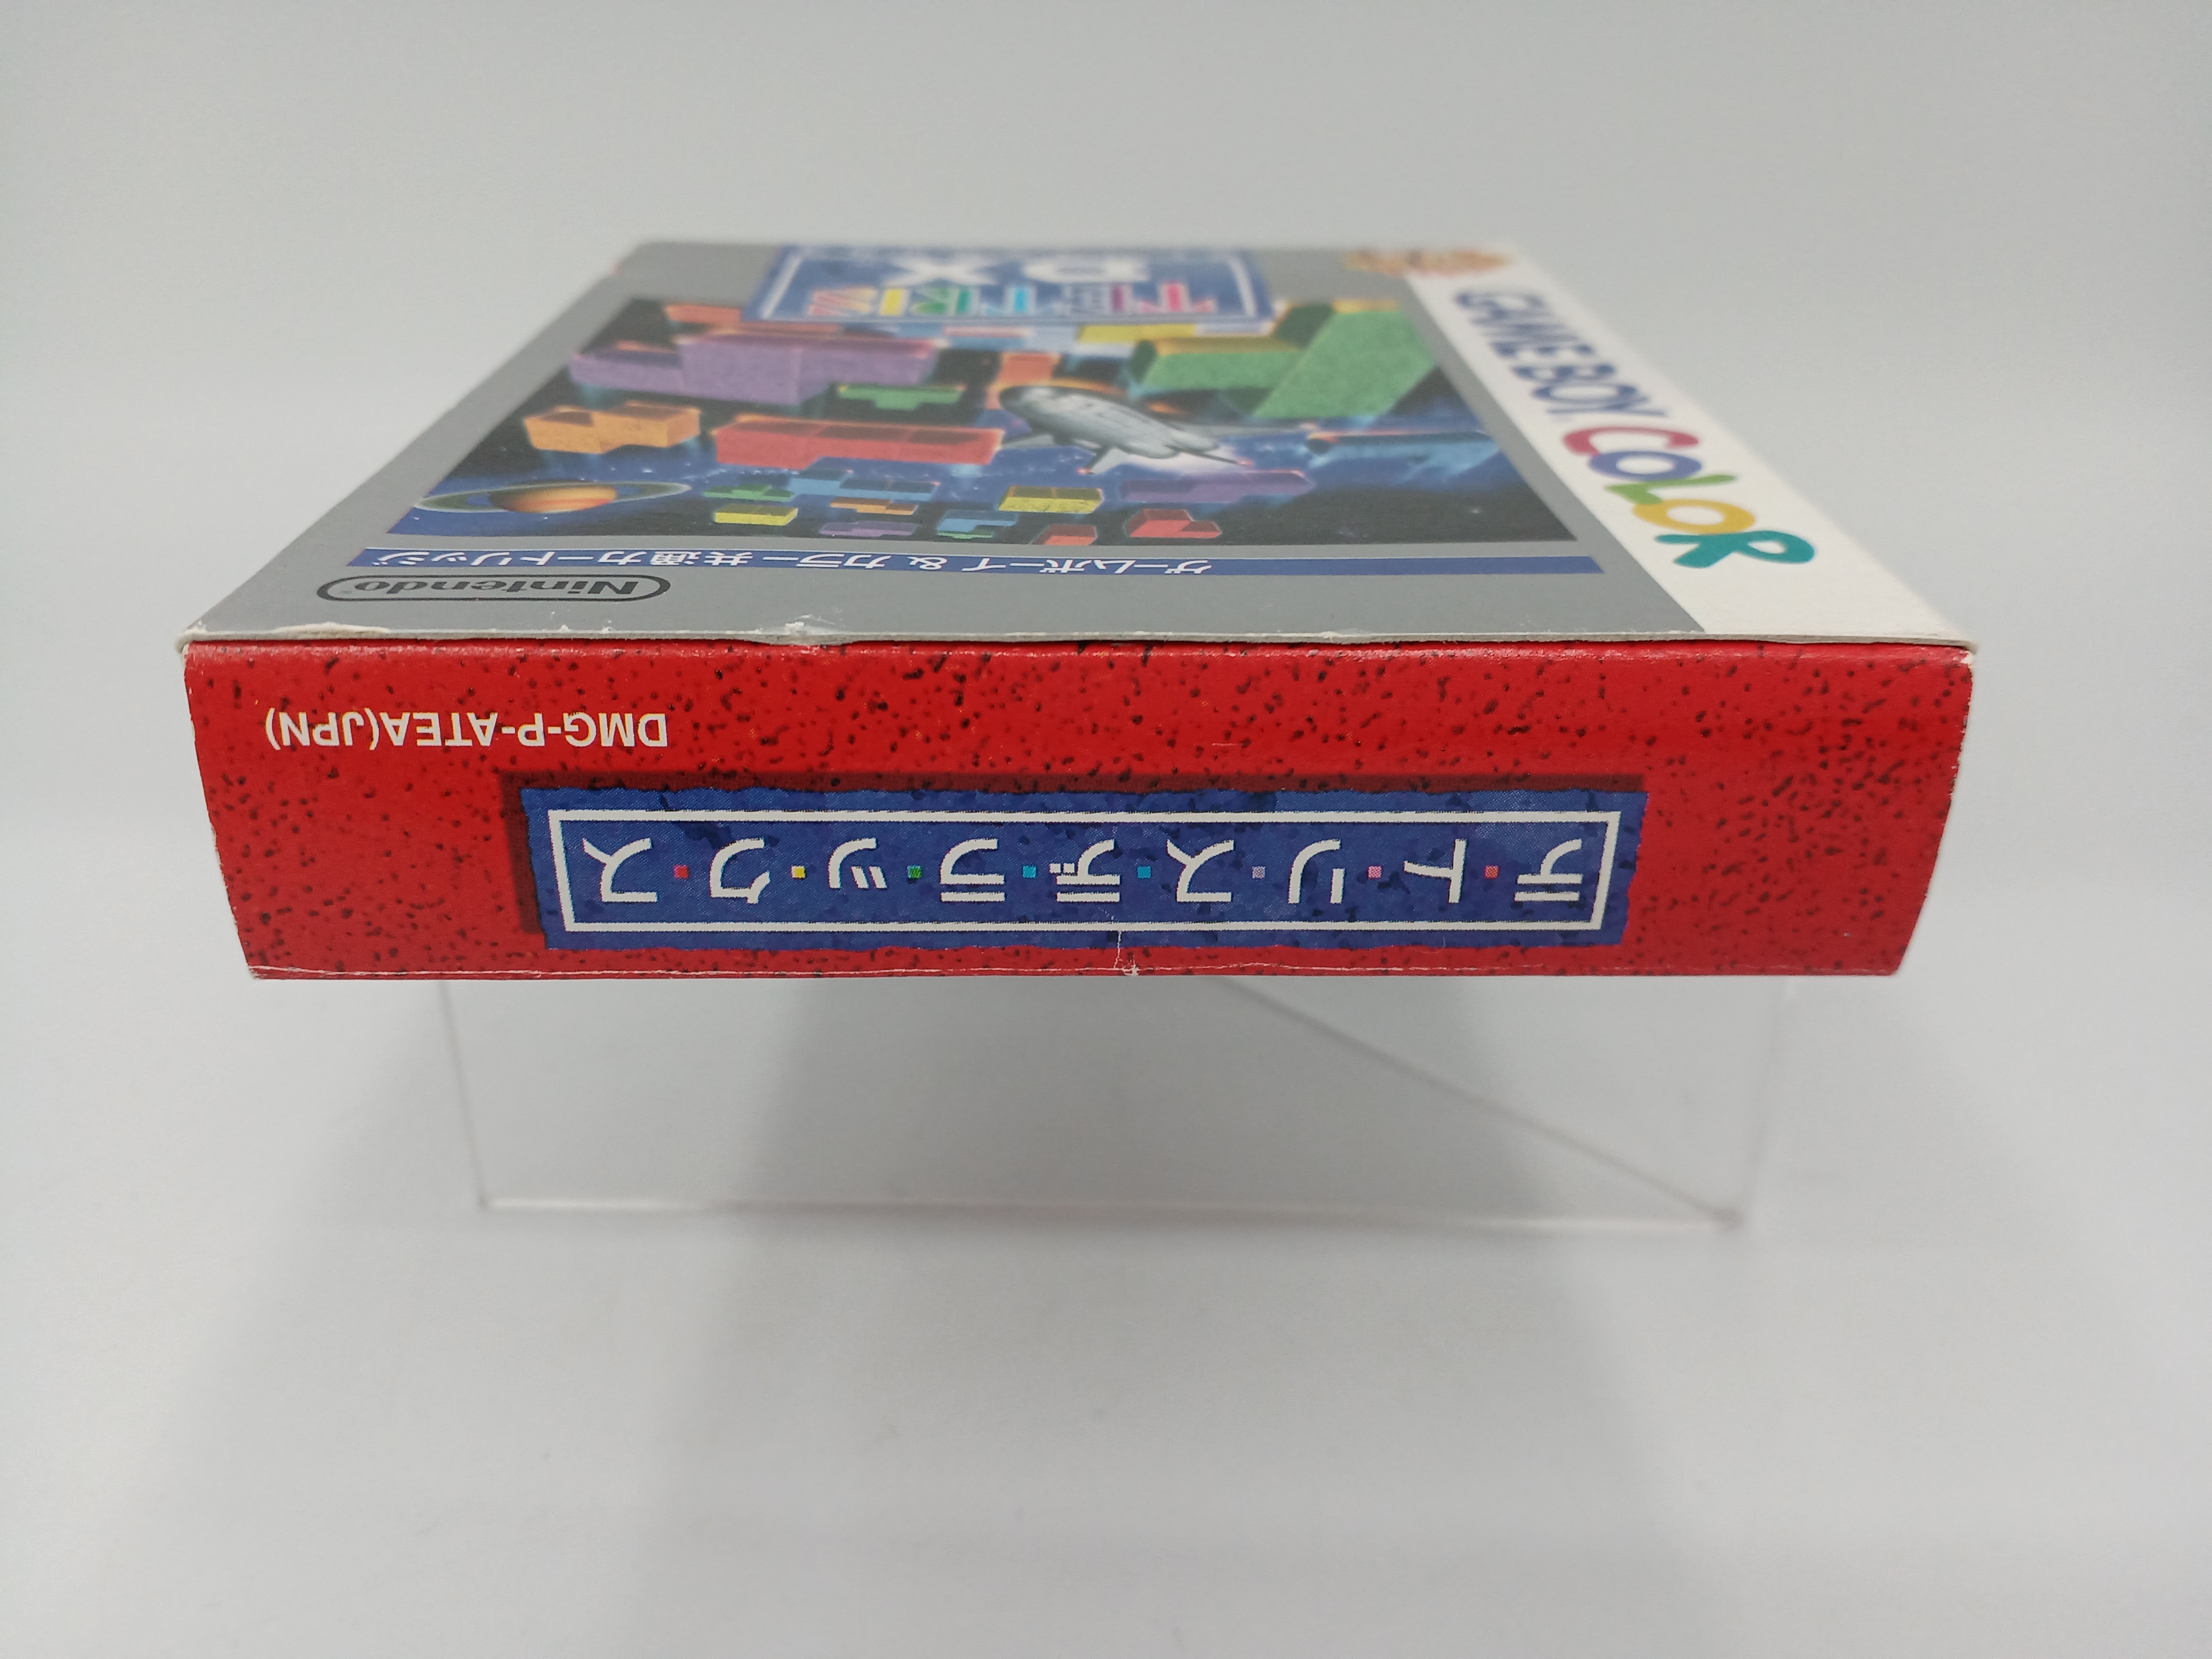 テ・ト・リ・ス・デ・ラ・ッ・ク・ス
DMG-P-ATEA(JPN)
Nintendo
ゲームボーイ & カラー 共通カートリッジ
GAME BOY COLOR
TETRIS
DX